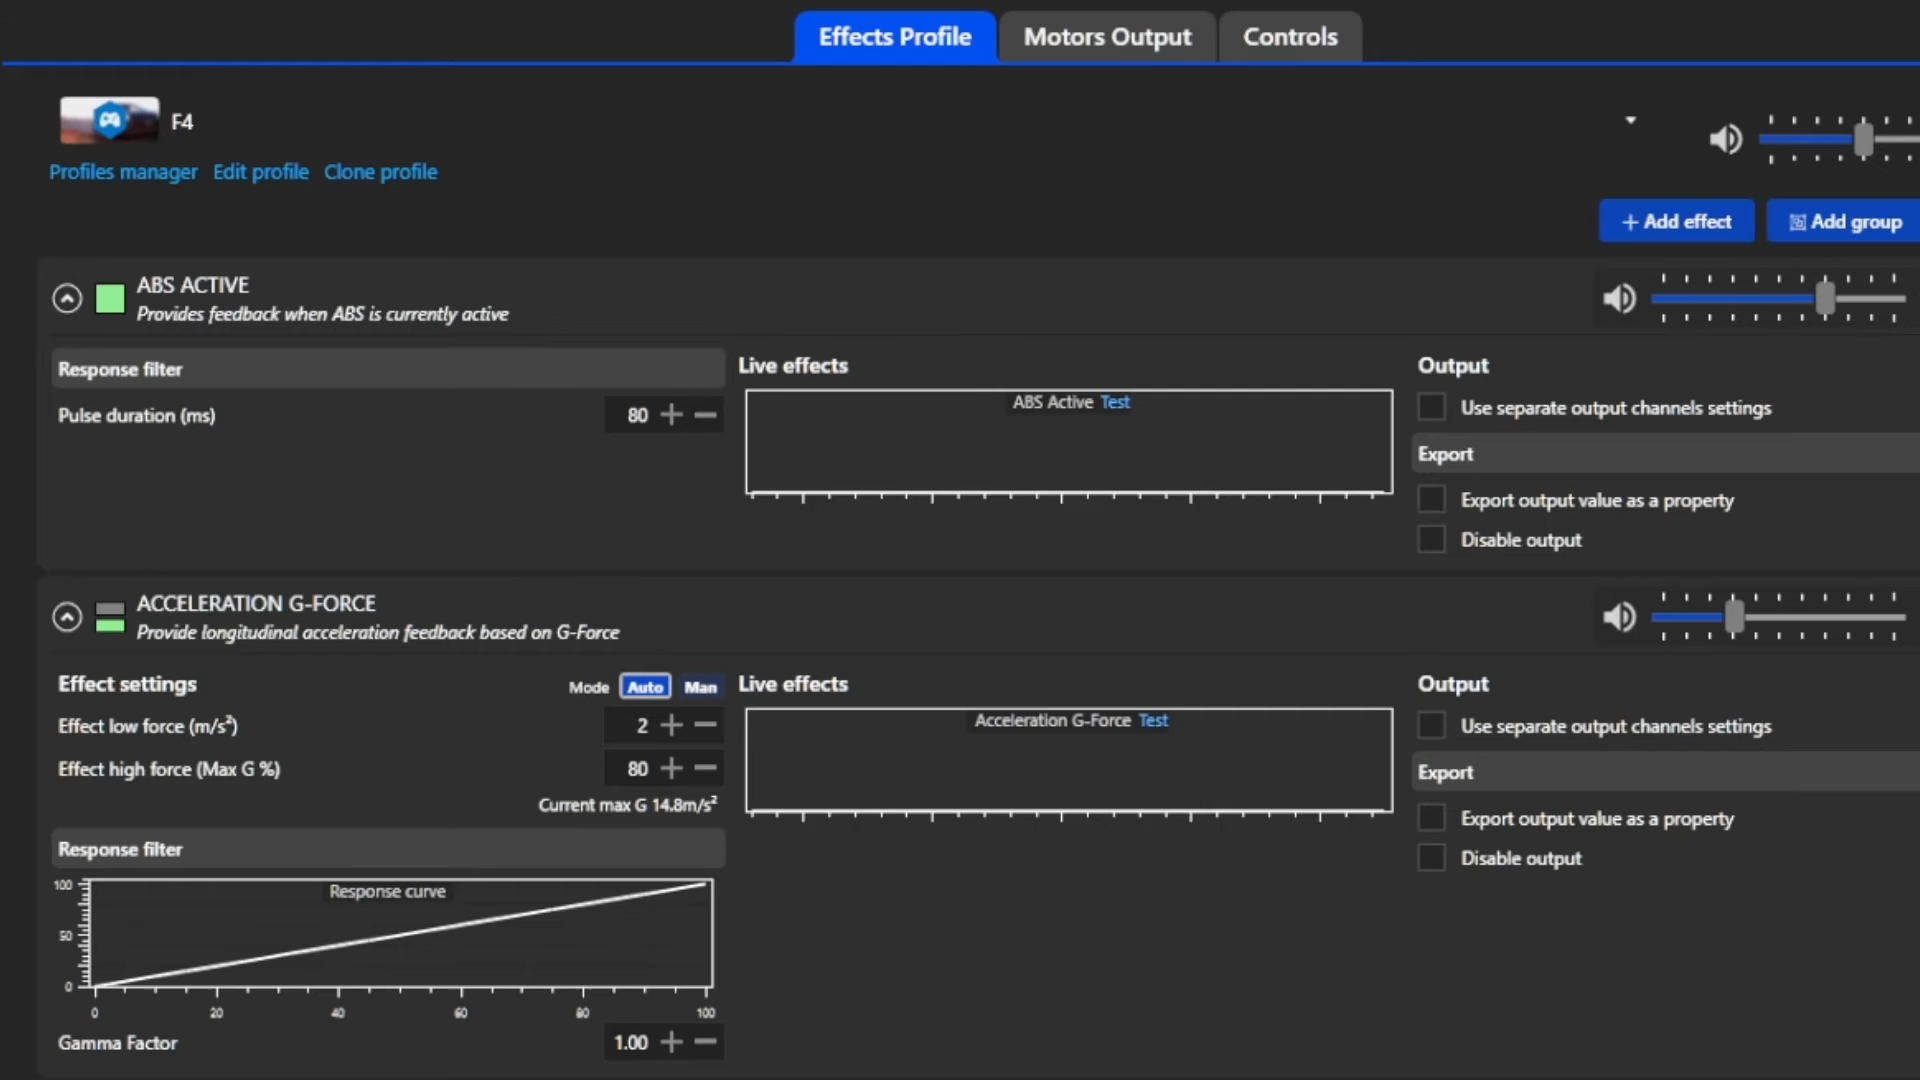 Effects Profile
Motors Output
Controls
F4
Profiles manager Edit profile Clone profile
+ Add effect
Add group
ABS ACTIVE
Provides feedback when ABS is currently active
Response filter
Pulse duration (ms)
80 + −
Live effects
ABS Active Test
Output
Use separate output channels settings
Export
Export output value as a property
Disable output
ACCELERATION G-FORCE
Provide longitudinal acceleration feedback based on G-Force
Effect settings
Mode Auto Man
Effect low force (m/s²)
2 + −
Effect high force (Max G %)
80 + −
Current max G 14.8m/s²
Live effects
Acceleration G-Force Test
Output
Use separate output channels settings
Export
Export output value as a property
Disable output
Response filter
Response curve
100
50
0
0 20 40 60 80 100
Gamma Factor
1.00 + −